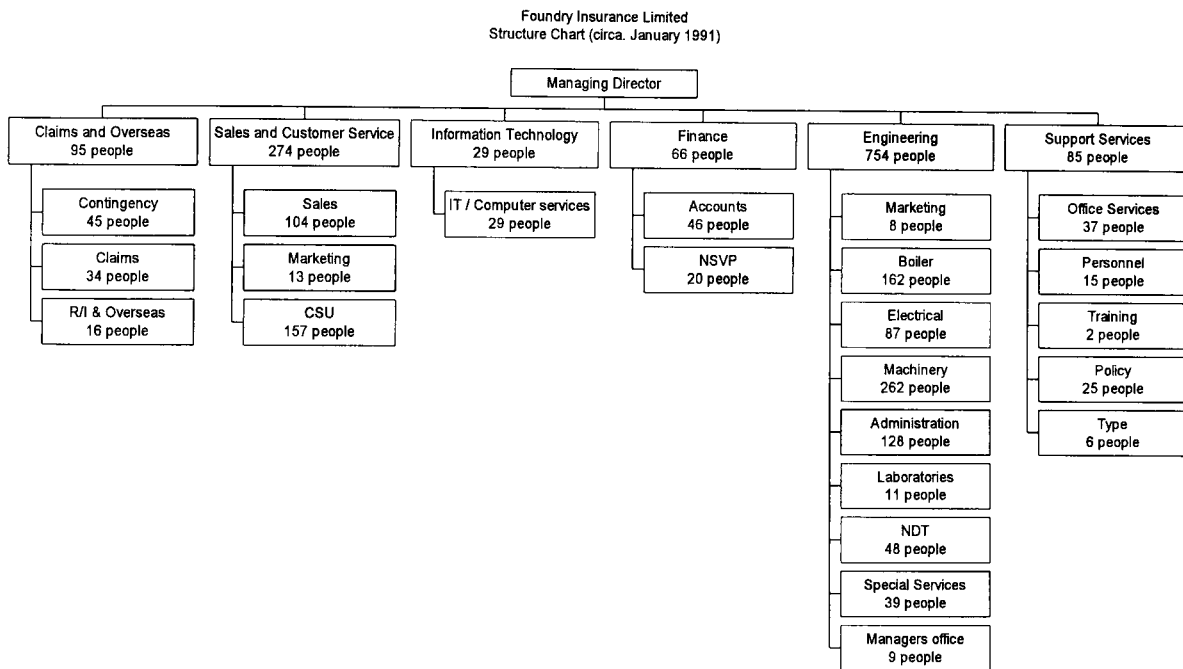 Foundry Insurance Limited
Structure Chart (circa. January 1991)
Managing Director
Claims and Overseas
95 people
Contingency
45 people
Claims
34 people
R/I & Overseas
16 people
Sales and Customer Service
274 people
Sales
104 people
Marketing
13 people
CSU
157 people
Information Technology
29 people
IT / Computer services
29 people
Finance
66 people
Accounts
46 people
NSVP
20 people
Engineering
754 people
Marketing
8 people
Boiler
162 people
Electrical
87 people
Machinery
262 people
Administration
128 people
Laboratories
11 people
NDT
48 people
Special Services
39 people
Managers office
9 people
Support Services
85 people
Office Services
37 people
Personnel
15 people
Training
2 people
Policy
25 people
Type
6 people